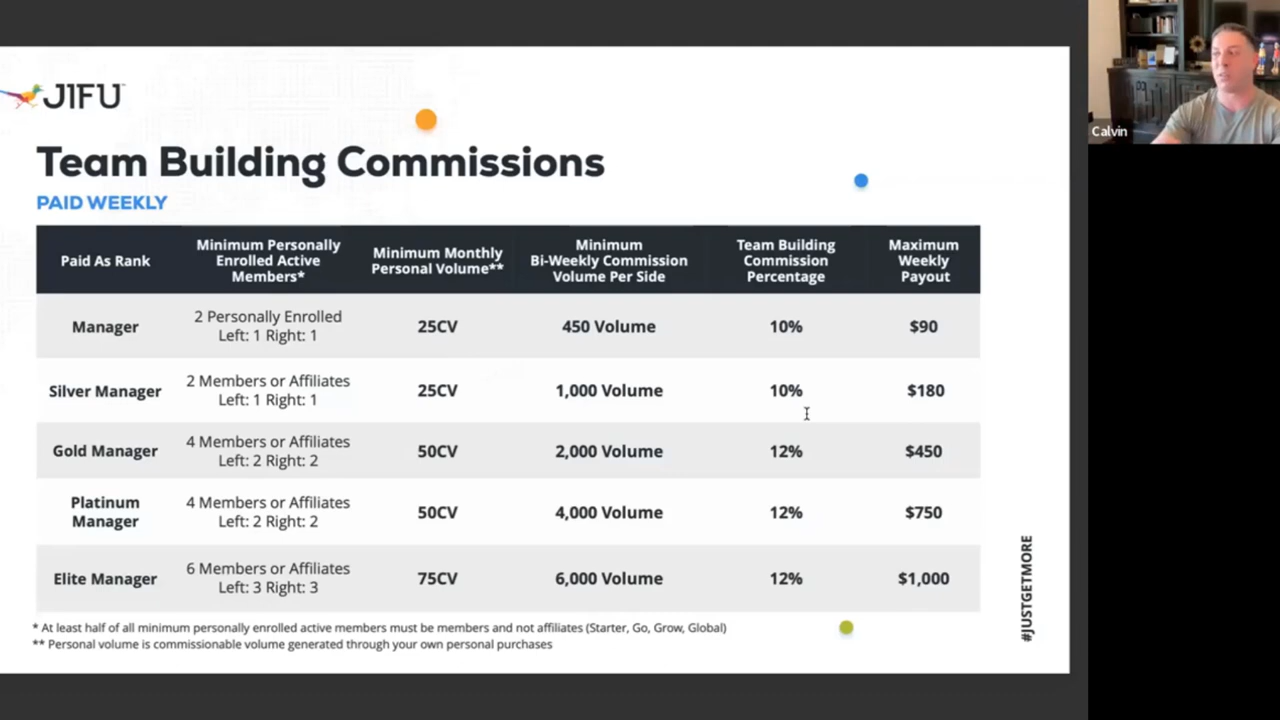 JIFU
Calvin
Team Building Commissions
PAID WEEKLY
Paid As Rank
Minimum Personally
Enrolled Active
Members*
Minimum Monthly
Personal Volume**
Minimum
Bi-Weekly Commission
Volume Per Side
Team Building
Commission
Percentage
Maximum
Weekly
Payout
Manager
2 Personally Enrolled
Left: 1 Right: 1
25CV
450 Volume
10%
$90
Silver Manager
2 Members or Affiliates
Left: 1 Right: 1
25CV
1,000 Volume
10%
$180
Gold Manager
4 Members or Affiliates
Left: 2 Right: 2
50CV
2,000 Volume
12%
$450
Platinum
Manager
4 Members or Affiliates
Left: 2 Right: 2
50CV
4,000 Volume
12%
$750
Elite Manager
6 Members or Affiliates
Left: 3 Right: 3
75CV
6,000 Volume
12%
$1,000
* At least half of all minimum personally enrolled active members must be members and not affiliates (Starter, Go, Grow, Global)
** Personal volume is commissionable volume generated through your own personal purchases
#JUSTGETMORE